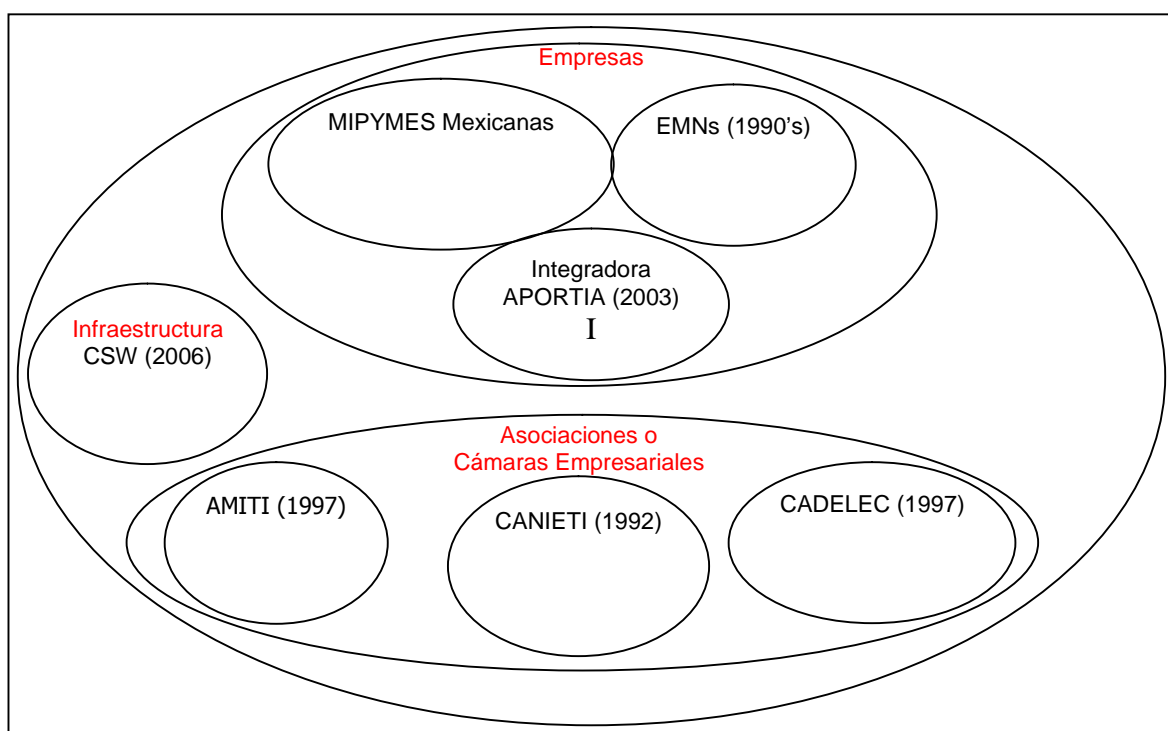 Empresas
MIPYMES Mexicanas
EMNs (1990's)
Integradora
APORTIA (2003)
I
Infraestructura
CSW (2006)
Asociaciones o
Cámaras Empresariales
AMITI (1997)
CANIETI (1992)
CADELEC (1997)